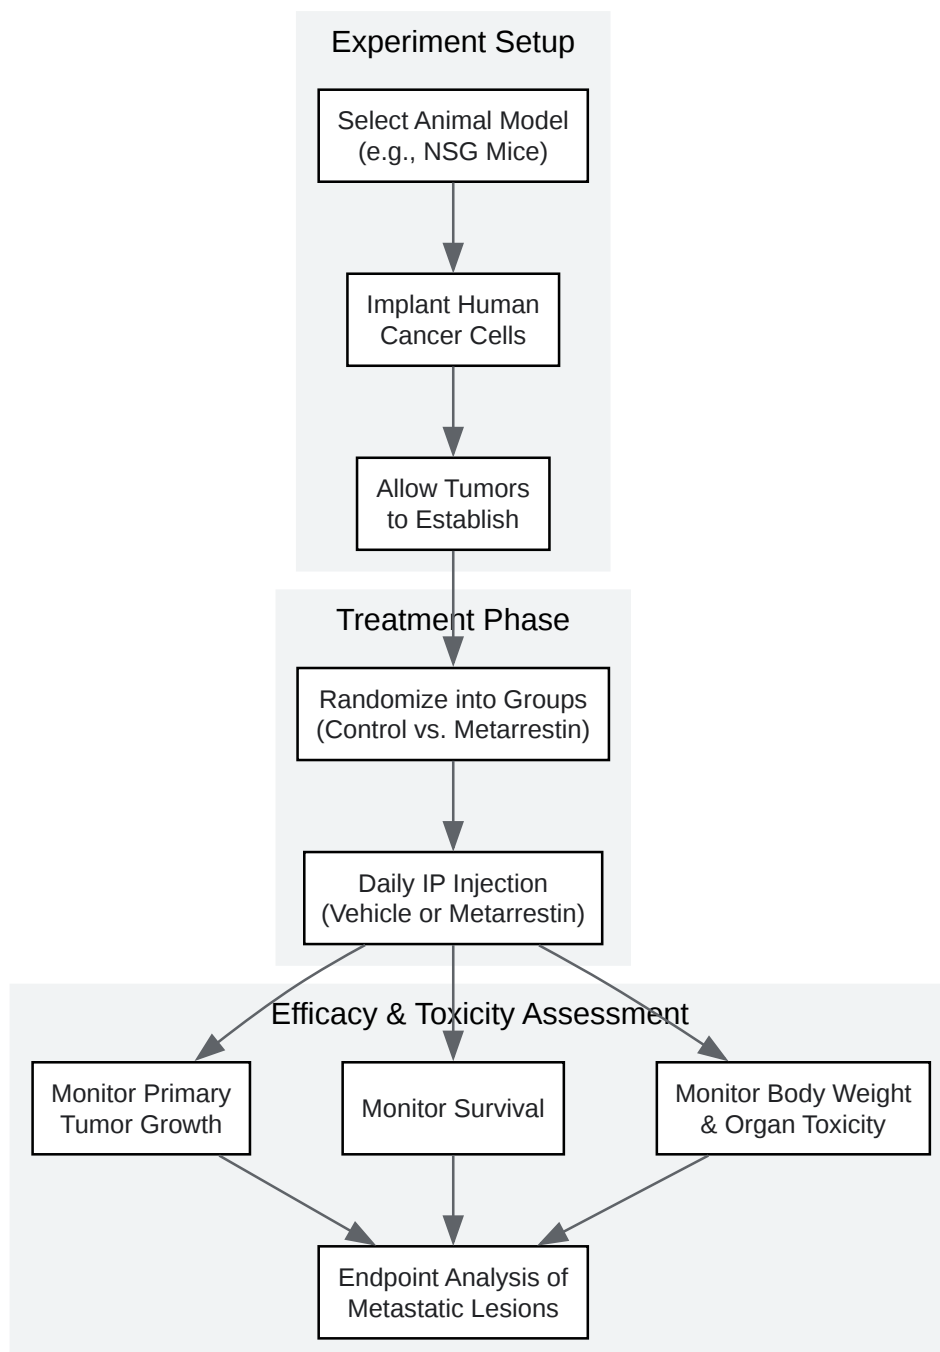 Experiment Setup
Select Animal Model
(e.g., NSG Mice)
Implant Human
Cancer Cells
Allow Tumors
to Establish
Treatment Phase
Randomize into Groups
(Control vs. Metarrestin)
Daily IP Injection
(Vehicle or Metarrestin)
Efficacy & Toxicity Assessment
Monitor Primary
Tumor Growth
Monitor Survival
Monitor Body Weight
& Organ Toxicity
Endpoint Analysis of
Metastatic Lesions